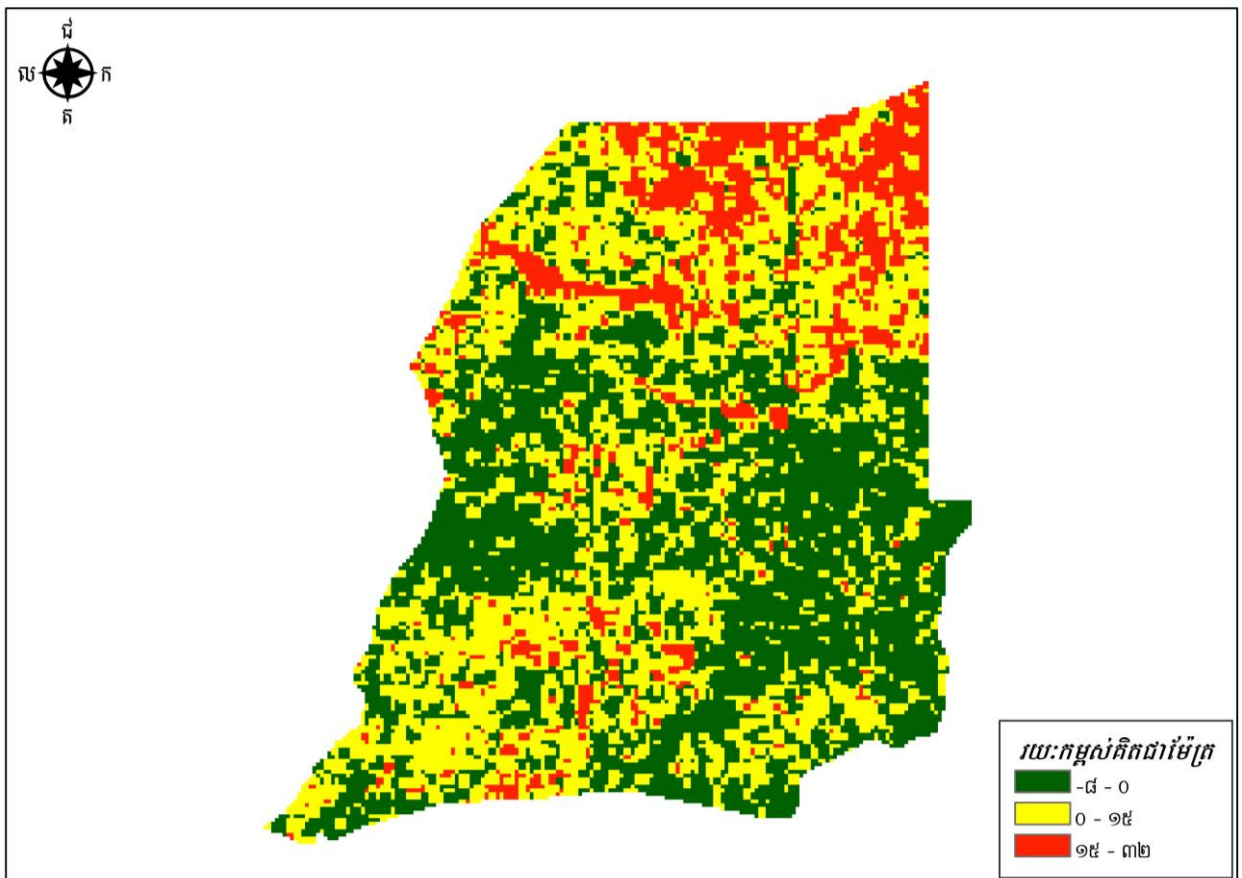 ជ
ល ក
ត
រយៈកម្ពស់គិតជាម៉ែត្រ
-៨ - ០
០ - ១៥
១៥ - ៣២